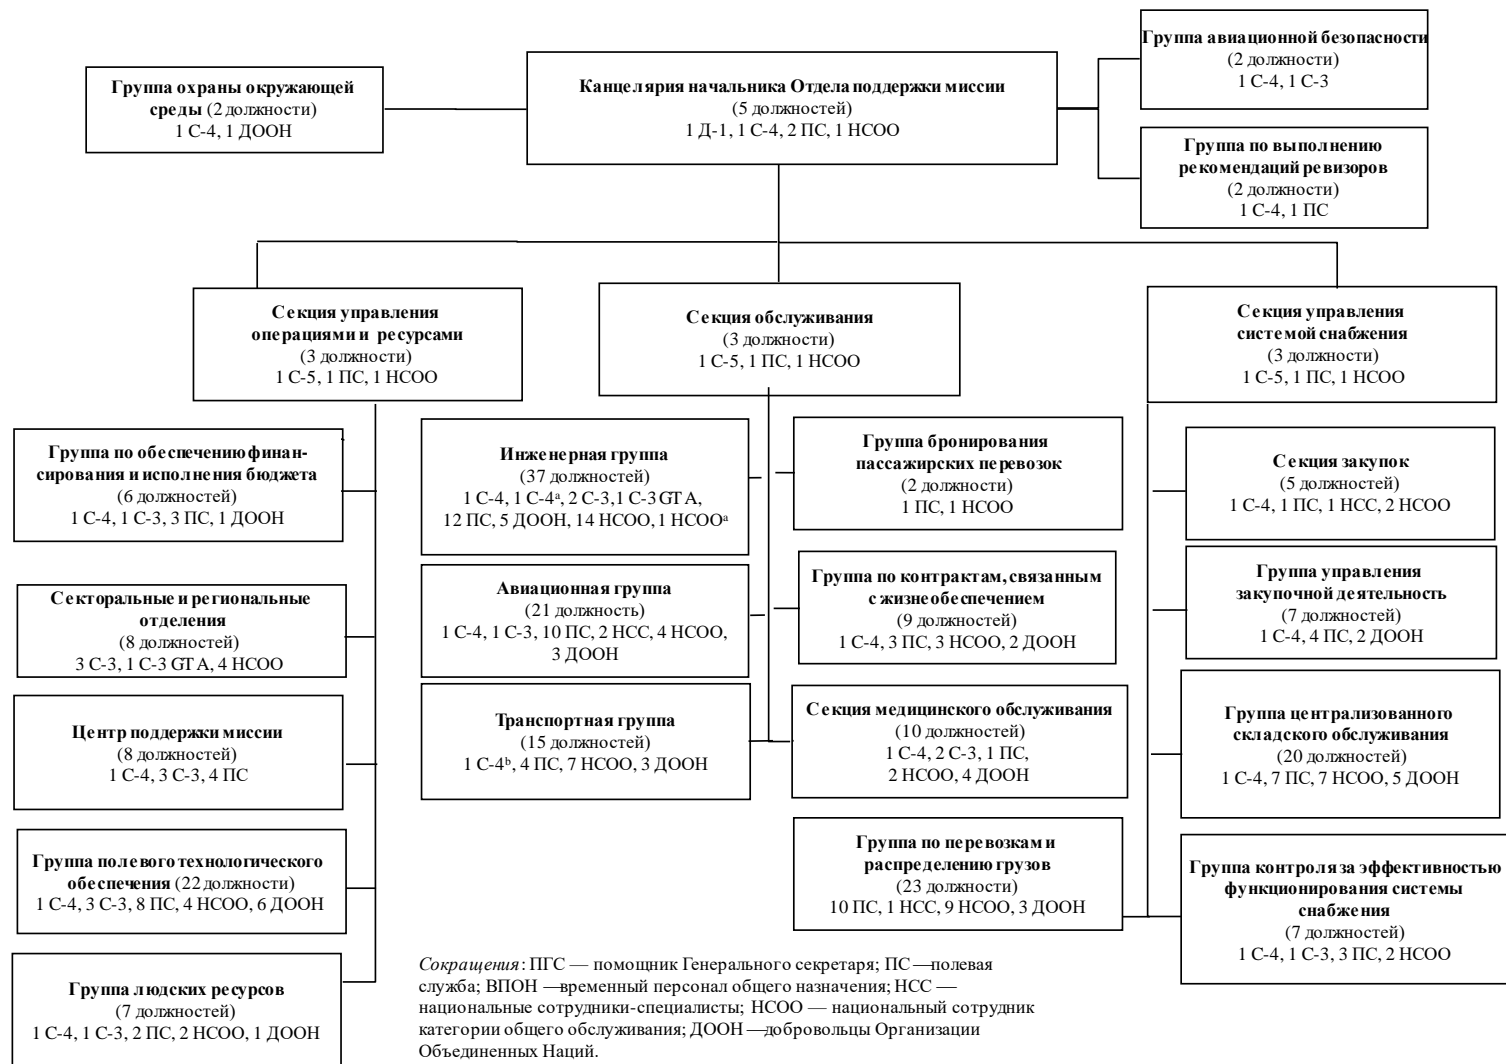 Группа охраны окружающей
среды (2 должности)
1 С-4, 1 ДООН
Канцелярия начальника Отдела поддержки миссии
(5 должностей)
1 Д-1, 1 С-4, 2 ПС, 1 НСОО
Группа авиационной безопасности
(2 должности)
1 С-4, 1 С-3
Группа по выполнению
рекомендаций ревизоров
(2 должности)
1 С-4, 1 ПС
Секция управления
операциями и ресурсами
(3 должности)
1 С-5, 1 ПС, 1 НСОО
Секция обслуживания
(3 должности)
1 С-5, 1 ПС, 1 НСОО
Секция управления
системой снабжения
(3 должности)
1 С-5, 1 ПС, 1 НСОО
Группа по обеспечению финан-
сирования и исполнения бюджета
(6 должностей)
1 С-4, 1 С-3, 3 ПС, 1 ДООН
Секторальные и региональные
отделения
(8 должности)
3 С-3, 1 С-3 GTA, 4 НСОО
Центр поддержки миссии
(8 должности)
1 С-4, 3 С-3, 4 ПС
Группа полевого технологического
обеспечения (22 должности)
1 С-4, 3 С-3, 8 ПС, 4 НСОО, 6 ДООН
Группа людских ресурсов
(7 должности)
1 С-4, 1 С-3, 2 ПС, 2 НСОО, 1 ДООН
Инженерная группа
(37 должностей)
1 С-4, 1 С-4ᵃ, 2 С-3,1 С-3 GTA,
12 ПС, 5 ДООН, 14 НСОО, 1 НСООᵃ
Авиационная группа
(21 должность)
1 С-4, 1 С-3, 10 ПС, 2 НСС, 4 НСОО,
3 ДООН
Транспортная группа
(15 должностей)
1 С-4ᵇ, 4 ПС, 7 НСОО, 3 ДООН
Группа бронирования
пассажирских перевозок
(2 должности)
1 ПС, 1 НСОО
Группа по контрактам, связанным
с жизнеобеспечением
(9 должностей)
1 С-4, 3 ПС, 3 НСОО, 2 ДООН
Секция медицинского обслуживания
(10 должностей)
1 С-4, 2 С-3, 1 ПС,
2 НСОО, 4 ДООН
Группа по перевозкам и
распределению грузов
(23 должности)
10 ПС, 1 НСС, 9 НСОО, 3 ДООН
Секция закупок
(5 должностей)
1 С-4, 1 ПС, 1 НСС, 2 НСОО
Группа управления
закупочной деятельность
(7 должностей)
1 С-4, 4 ПС, 2 ДООН
Группа централизованного
складского обслуживания
(20 должностей)
1 С-4, 7 ПС, 7 НСОО, 5 ДООН
Группа контроля за эффективностью
функционирования системы
снабжения
(7 должностей)
1 С-4, 1 С-3, 3 ПС, 2 НСОО
Сокращения: ПГС — помощник Генерального секретаря; ПС —полевая
служба; ВПОН —временный персонал общего назначения; НСС —
национальные сотрудники-специалисты; НСОО — национальный сотрудник
категории общего обслуживания; ДООН —добровольцы Организации
Объединенных Наций.